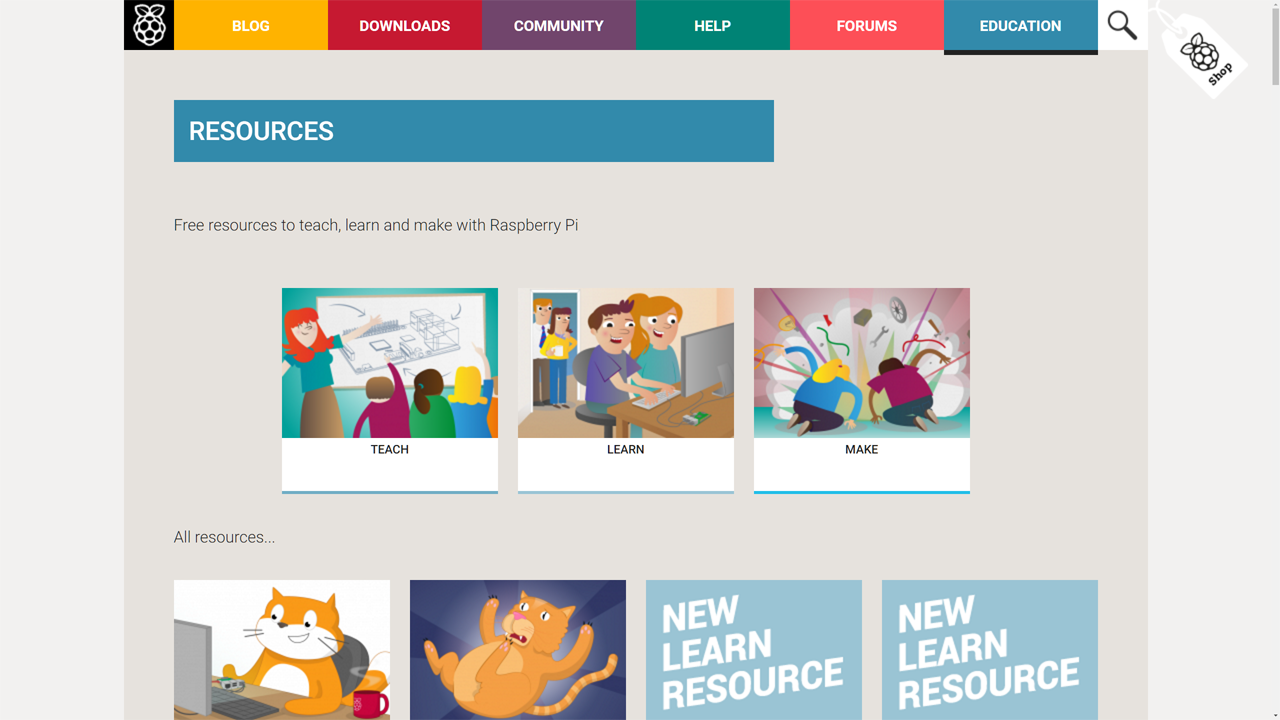 BLOG
DOWNLOADS
COMMUNITY
HELP
FORUMS
EDUCATION
Shop
RESOURCES
Free resources to teach, learn and make with Raspberry Pi
TEACH
LEARN
MAKE
All resources...
NEW
LEARN
RESOURCE
NEW
LEARN
RESOURCE